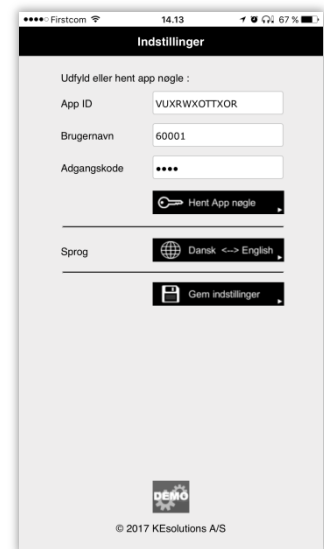 ●●●●○ Firstcom 14.13 67 %
Indstillinger
Udfyld eller hent app nøgle :
App ID VUXRWXOTTXOR
Brugernavn 60001
Adgangskode ••••
Hent App nøgle
Sprog Dansk <--> English
Gem indstillinger
DEMO
© 2017 KEsolutions A/S